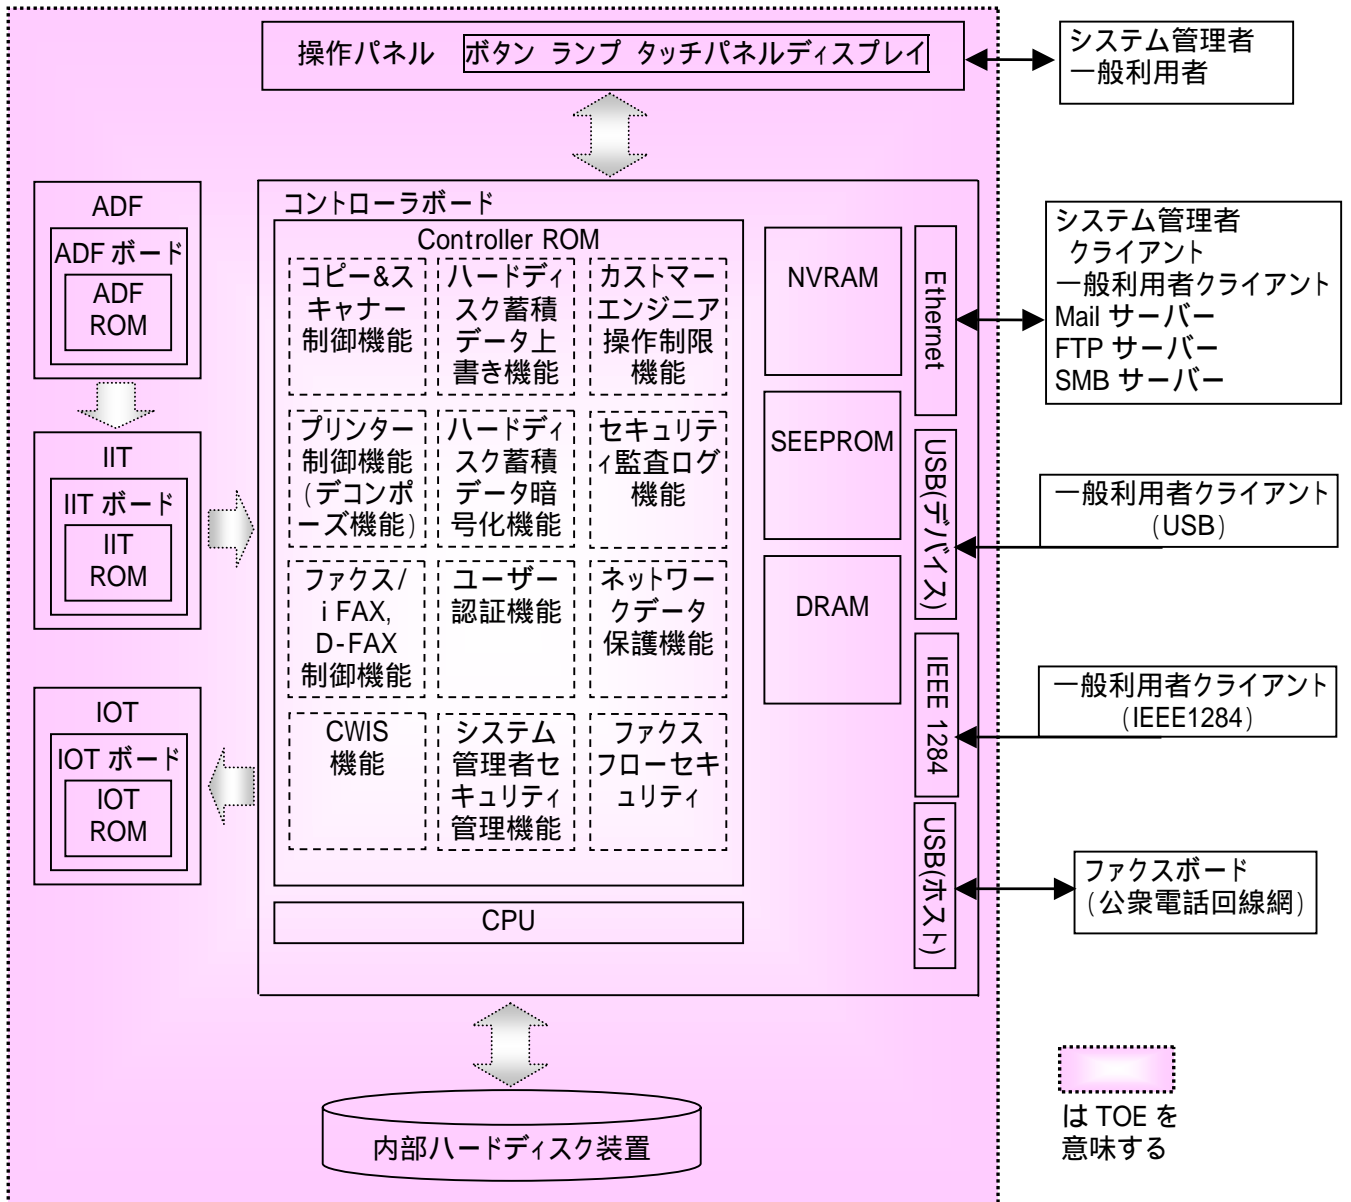 操作パネル ボタン ランプ タッチパネルディスプレイ
システム管理者
一般利用者
ADF
ADF ボード
ADF
ROM
IIT
IIT ボード
IIT
ROM
IOT
IOT ボード
IOT
ROM
コントローラボード
Controller ROM
コピー&ス
キャナー
制御機能
ハードディ
スク蓄積
データ上
書き機能
カストマー
エンジニア
操作制限
機能
プリンター
制御機能
(デコンポ
ーズ機能)
ハードディ
スク蓄積
データ暗
号化機能
セキュリテ
ィ監査ログ
機能
ファクス/
i FAX,
D-FAX
制御機能
ユーザー
認証機能
ネットワー
クデータ
保護機能
CWIS
機能
システム
管理者セ
キュリティ
管理機能
ファクス
フローセキ
ュリティ
CPU
NVRAM
SEEPROM
DRAM
Ethernet
USB(デバイス)
IEEE 1284
USB(ホスト)
システム管理者
クライアント
一般利用者クライアント
Mail サーバー
FTP サーバー
SMB サーバー
一般利用者クライアント
(USB)
一般利用者クライアント
(IEEE1284)
ファクスボード
(公衆電話回線網)
内部ハードディスク装置
は TOE を
意味する